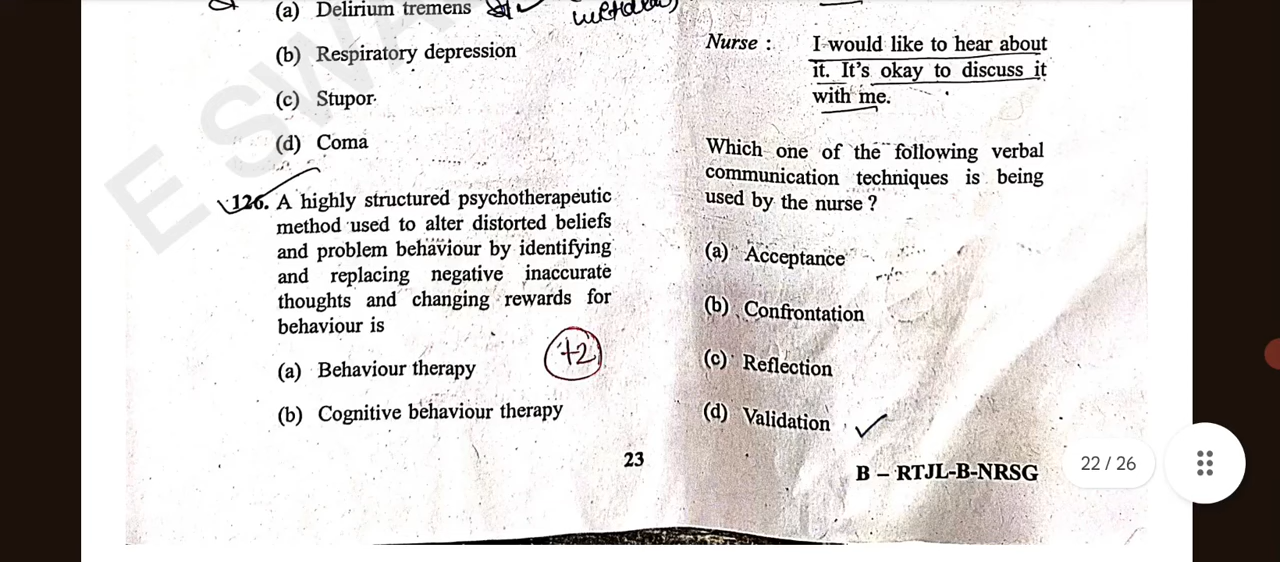 (a) Delirium tremens
(b) Respiratory depression
(c) Stupor
(d) Coma
126. A highly structured psychotherapeutic
method used to alter distorted beliefs
and problem behaviour by identifying
and replacing negative inaccurate
thoughts and changing rewards for
behaviour is
(a) Behaviour therapy
+2
(b) Cognitive behaviour therapy
Nurse : I would like to hear about
it. It's okay to discuss it
with me.
Which one of the following verbal
communication techniques is being
used by the nurse ?
(a) Acceptance
(b) Confrontation
(c) Reflection
(d) Validation
23
B – RTJL-B-NRSG
22 / 26